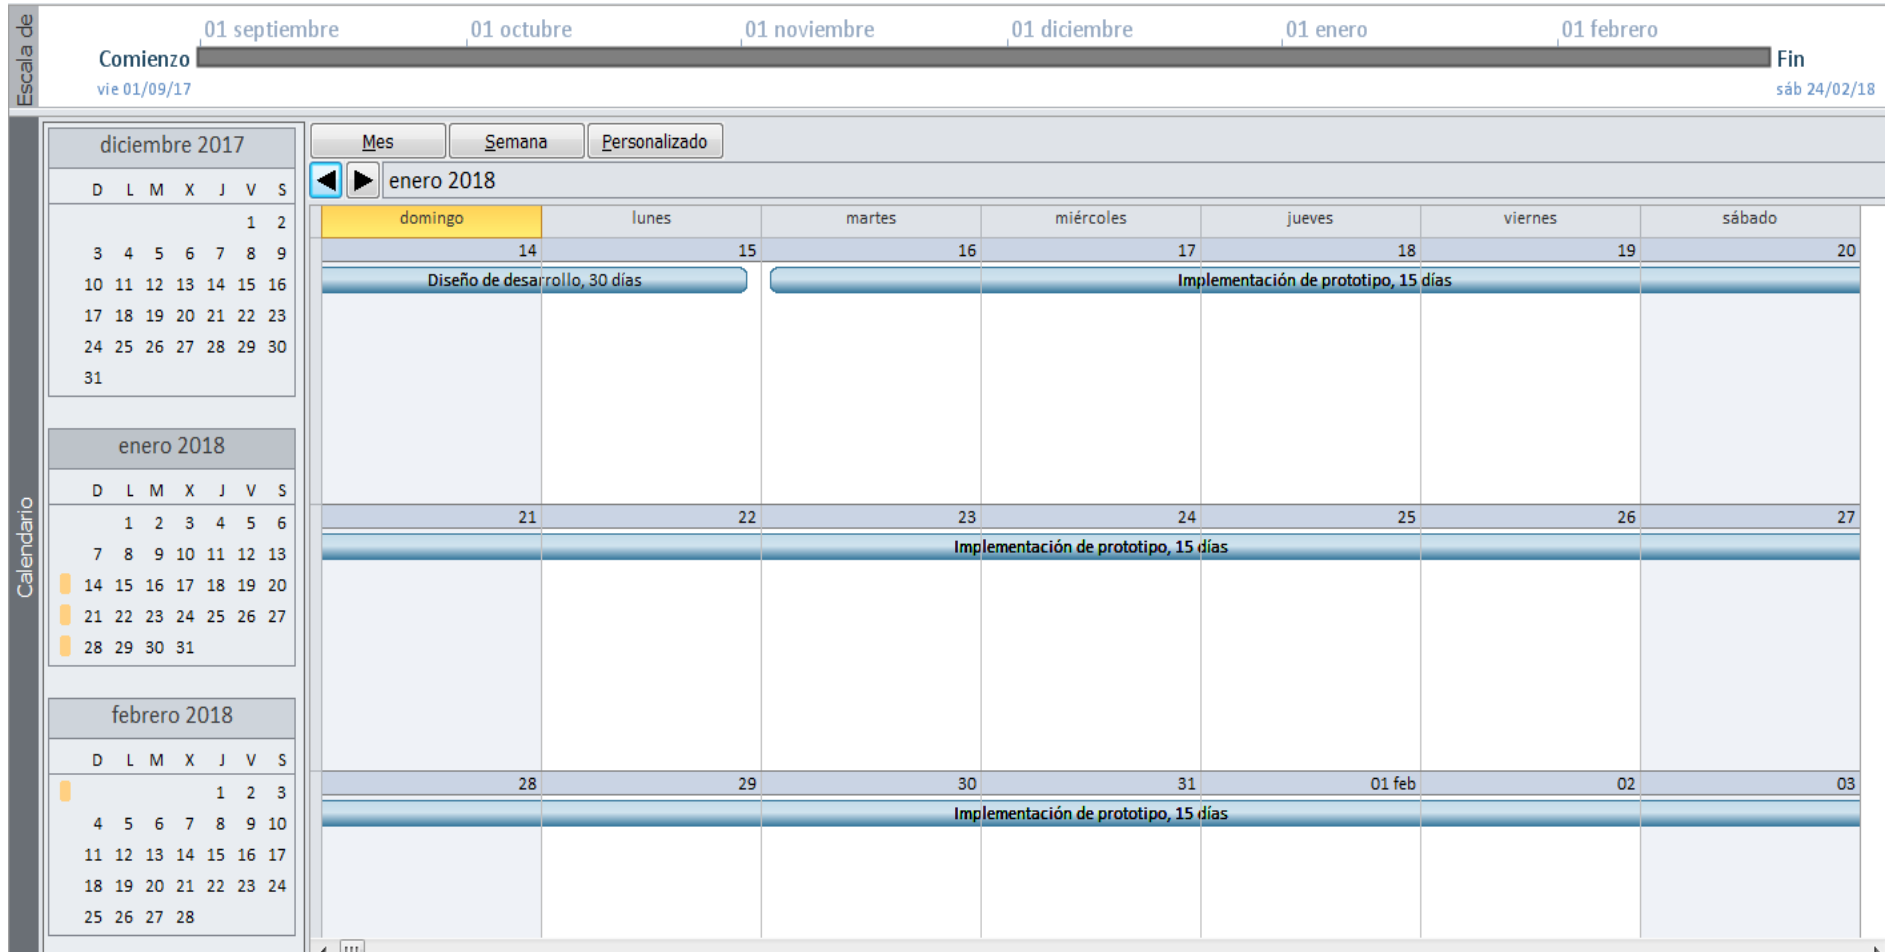 Escala de
01 septiembre 01 octubre 01 noviembre 01 diciembre 01 enero 01 febrero
Comienzo Fin
vie 01/09/17 sáb 24/02/18
Calendario
diciembre 2017
D L M X J V S
1 2
3 4 5 6 7 8 9
10 11 12 13 14 15 16
17 18 19 20 21 22 23
24 25 26 27 28 29 30
31
enero 2018
D L M X J V S
1 2 3 4 5 6
7 8 9 10 11 12 13
14 15 16 17 18 19 20
21 22 23 24 25 26 27
28 29 30 31
febrero 2018
D L M X J V S
1 2 3
4 5 6 7 8 9 10
11 12 13 14 15 16 17
18 19 20 21 22 23 24
25 26 27 28
Mes Semana Personalizado
enero 2018
domingo lunes martes miércoles jueves viernes sábado
14 15 16 17 18 19 20
Diseño de desarrollo, 30 días Implementación de prototipo, 15 días
21 22 23 24 25 26 27
Implementación de prototipo, 15 días
28 29 30 31 01 feb 02 03
Implementación de prototipo, 15 días